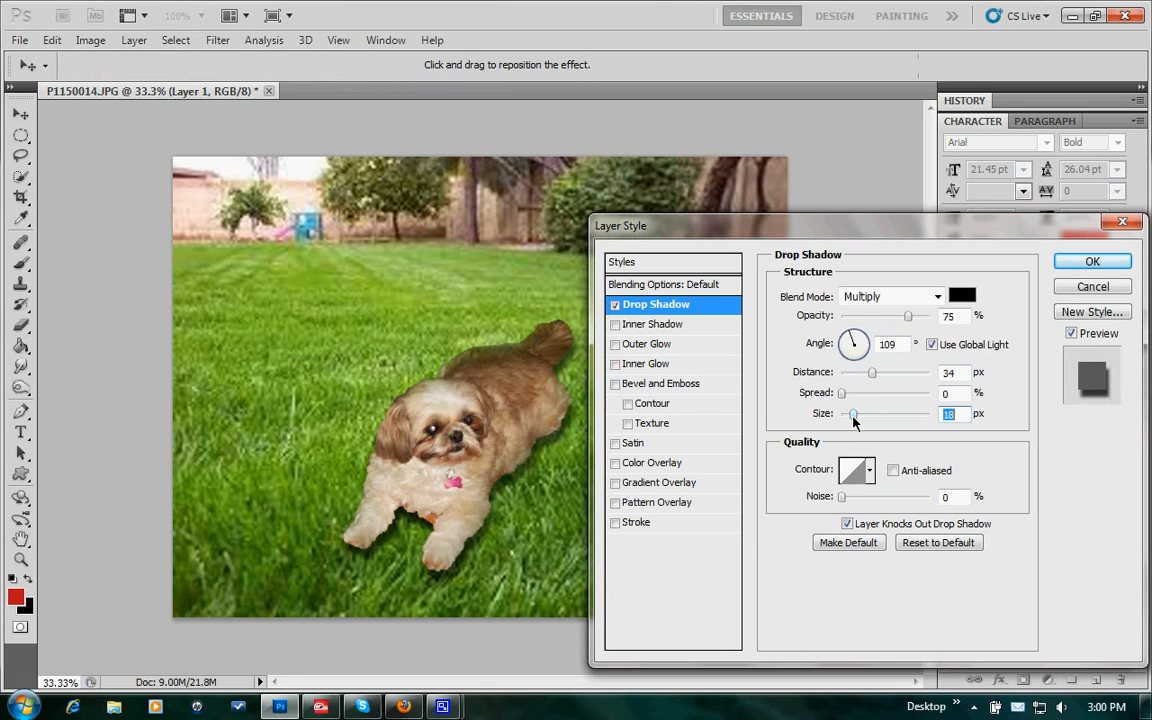 Ps Br Mb 100% ESSENTIALS DESIGN PAINTING CS Live
File Edit Image Layer Select Filter Analysis 3D View Window Help
Click and drag to reposition the effect.
P1150014.JPG @ 33.3% (Layer 1, RGB/8) *
HISTORY
CHARACTER PARAGRAPH
Arial Bold
21.45 pt 26.04 pt
0
Layer Style
Styles
Blending Options: Default
Drop Shadow
Inner Shadow
Outer Glow
Inner Glow
Bevel and Emboss
Contour
Texture
Satin
Color Overlay
Gradient Overlay
Pattern Overlay
Stroke
Drop Shadow
Structure
Blend Mode: Multiply
Opacity: 75 %
Angle: 109 ° Use Global Light
Distance: 34 px
Spread: 0 %
Size: 18 px
Quality
Contour: Anti-aliased
Noise: 0 %
Layer Knocks Out Drop Shadow
Make Default Reset to Default
OK
Cancel
New Style...
Preview
33.33% Doc: 9.00M/21.8M
Desktop 3:00 PM